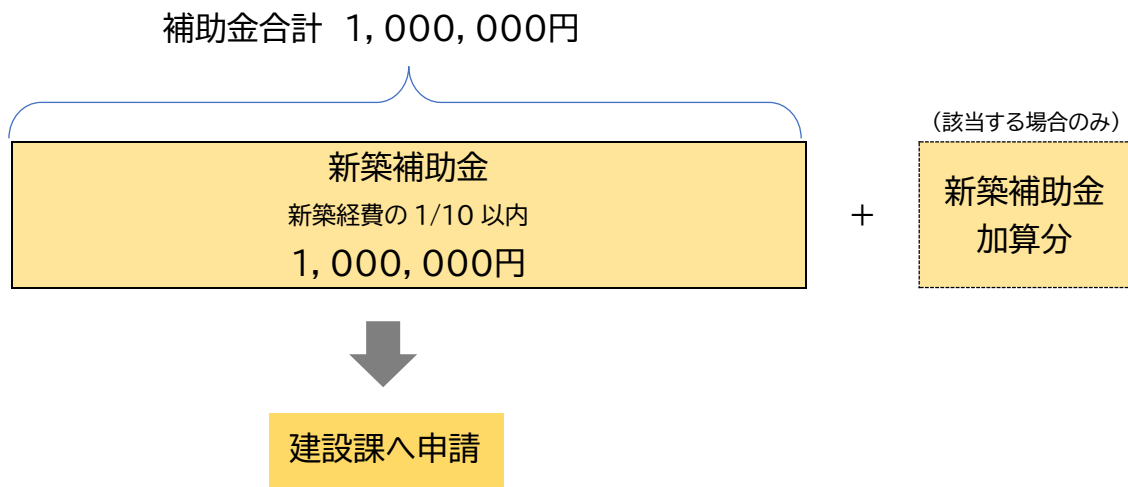 補助金合計 1,000,000円
（該当する場合のみ）
新築補助金
新築経費の 1/10 以内
1,000,000円
＋
新築補助金
加算分
建設課へ申請